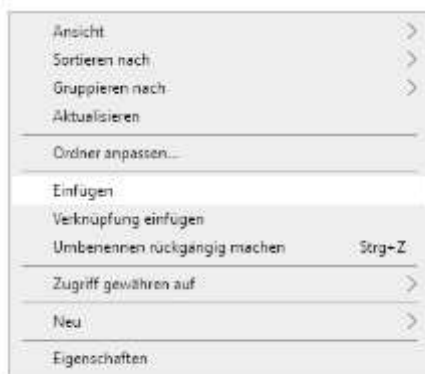 Ansicht
Sortieren nach
Gruppieren nach
Aktualisieren
Ordner anpassen...
Einfügen
Verknüpfung einfügen
Umbenennen rückgängig machen Strg+Z
Zugriff gewähren auf
Neu
Eigenschaften